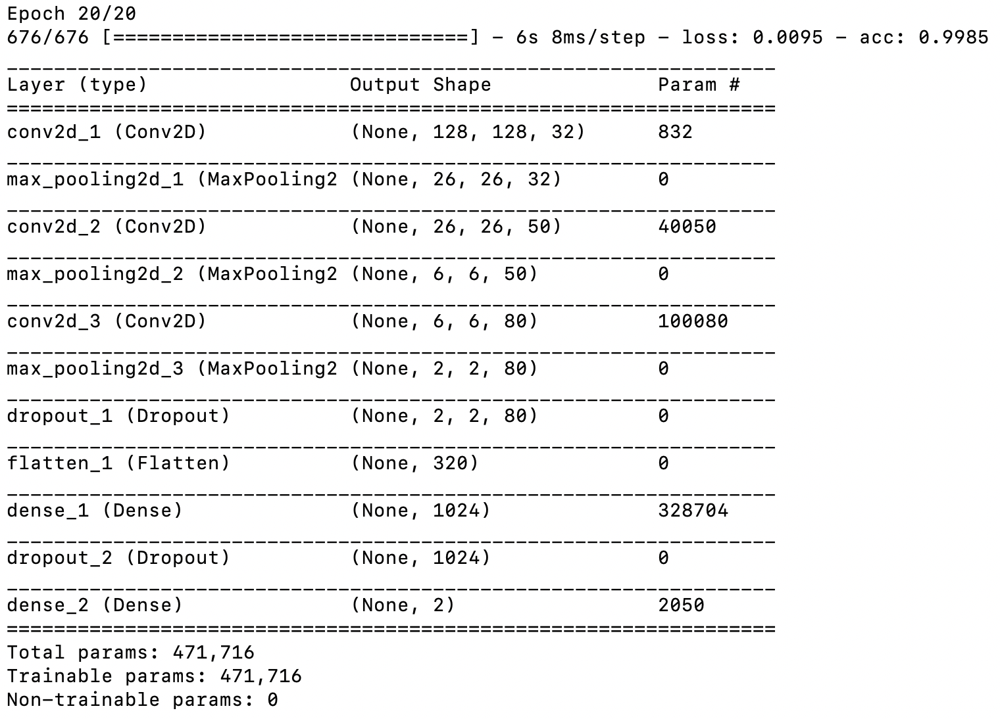 Epoch 20/20
676/676 [==============================] - 6s 8ms/step - loss: 0.0095 - acc: 0.9985
_________________________________________________________________
Layer (type)                 Output Shape              Param #
=================================================================
conv2d_1 (Conv2D)            (None, 128, 128, 32)      832
_________________________________________________________________
max_pooling2d_1 (MaxPooling2 (None, 26, 26, 32)        0
_________________________________________________________________
conv2d_2 (Conv2D)            (None, 26, 26, 50)        40050
_________________________________________________________________
max_pooling2d_2 (MaxPooling2 (None, 6, 6, 50)          0
_________________________________________________________________
conv2d_3 (Conv2D)            (None, 6, 6, 80)          100080
_________________________________________________________________
max_pooling2d_3 (MaxPooling2 (None, 2, 2, 80)          0
_________________________________________________________________
dropout_1 (Dropout)          (None, 2, 2, 80)          0
_________________________________________________________________
flatten_1 (Flatten)          (None, 320)               0
_________________________________________________________________
dense_1 (Dense)              (None, 1024)              328704
_________________________________________________________________
dropout_2 (Dropout)          (None, 1024)              0
_________________________________________________________________
dense_2 (Dense)              (None, 2)                 2050
=================================================================
Total params: 471,716
Trainable params: 471,716
Non-trainable params: 0